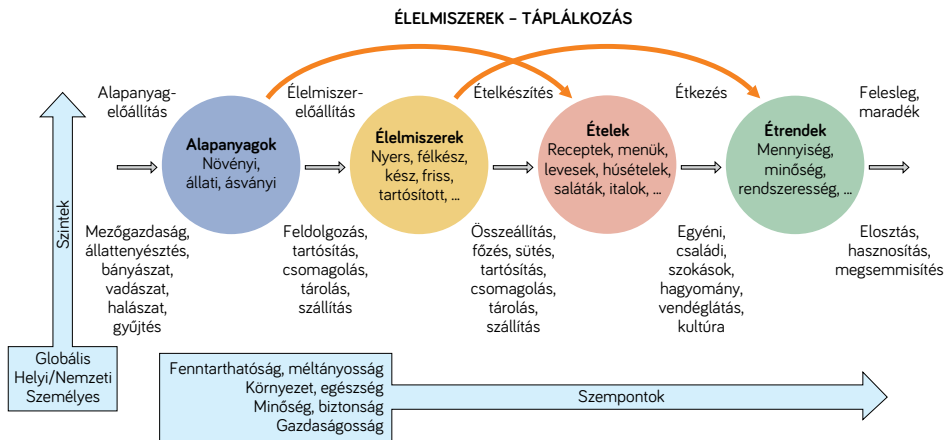 ÉLELMISZEREK – TÁPLÁLKOZÁS
Alapanyag-
előállítás
Élelmiszer-
előállítás
Ételkészítés
Étkezés
Felesleg,
maradék
Alapanyagok
Növényi,
állati, ásványi
Élelmiszerek
Nyers, félkész,
kész, friss,
tartósított, ...
Ételek
Receptek, menük,
levesek, húsételek,
saláták, italok, ...
Étrendek
Mennyiség,
minőség,
rendszeresség, ...
Mezőgazdaság,
állattenyésztés,
bányászat,
vadászat,
halászat,
gyűjtés
Feldolgozás,
tartósítás,
csomagolás,
tárolás,
szállítás
Összeállítás,
főzés, sütés,
tartósítás,
csomagolás,
tárolás,
szállítás
Egyéni,
családi,
szokások,
hagyomány,
vendéglátás,
kultúra
Elosztás,
hasznosítás,
megsemmisítés
Szintek
Globális
Helyi/Nemzeti
Személyes
Fenntarthatóság, méltányosság
Környezet, egészség
Minőség, biztonság
Gazdaságosság
Szempontok